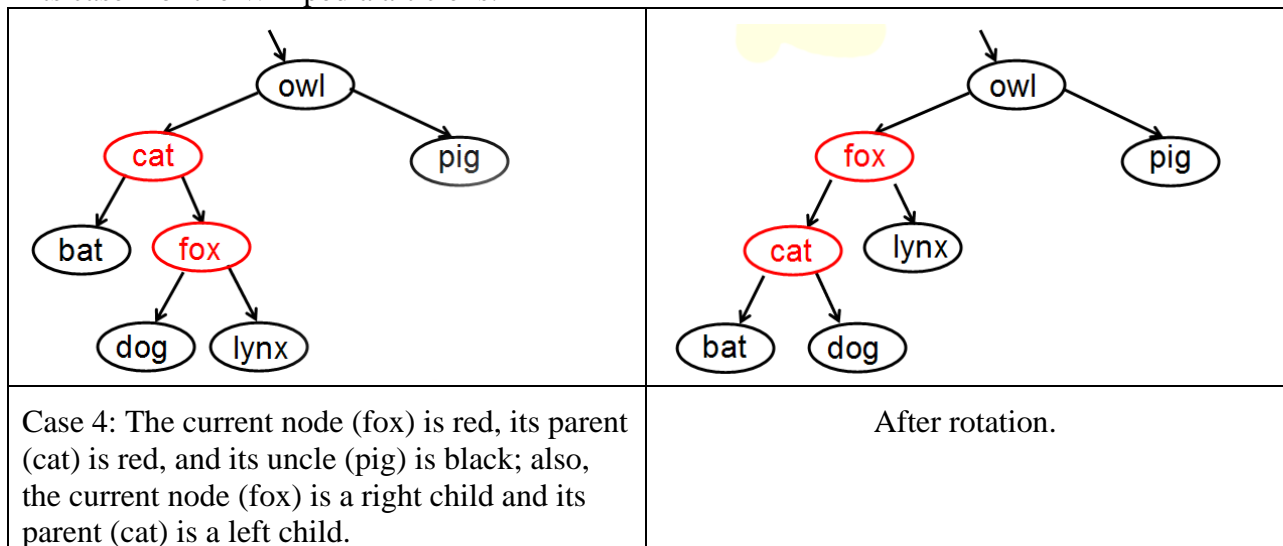 owl
owl
cat
pig
fox
pig
bat
fox
cat
lynx
dog
lynx
bat
dog
Case 4: The current node (fox) is red, its parent
(cat) is red, and its uncle (pig) is black; also,
the current node (fox) is a right child and its
parent (cat) is a left child.
After rotation.